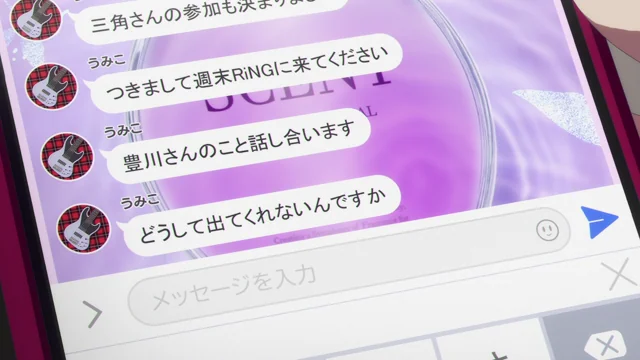 三角さんの参加も決まりまし
うみこ
つきまして週末RiNGに来てください
うみこ
豊川さんのこと話し合います
うみこ
どうして出てくれないんですか
SCENT
メッセージを入力